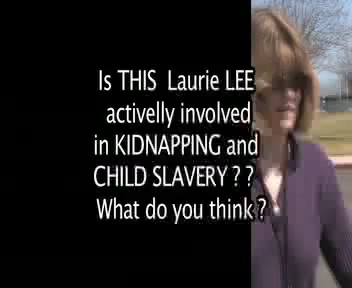 Is THIS Laurie LEE
activelly involved
in KIDNAPPING and
CHILD SLAVERY ? ?
What do you think ?